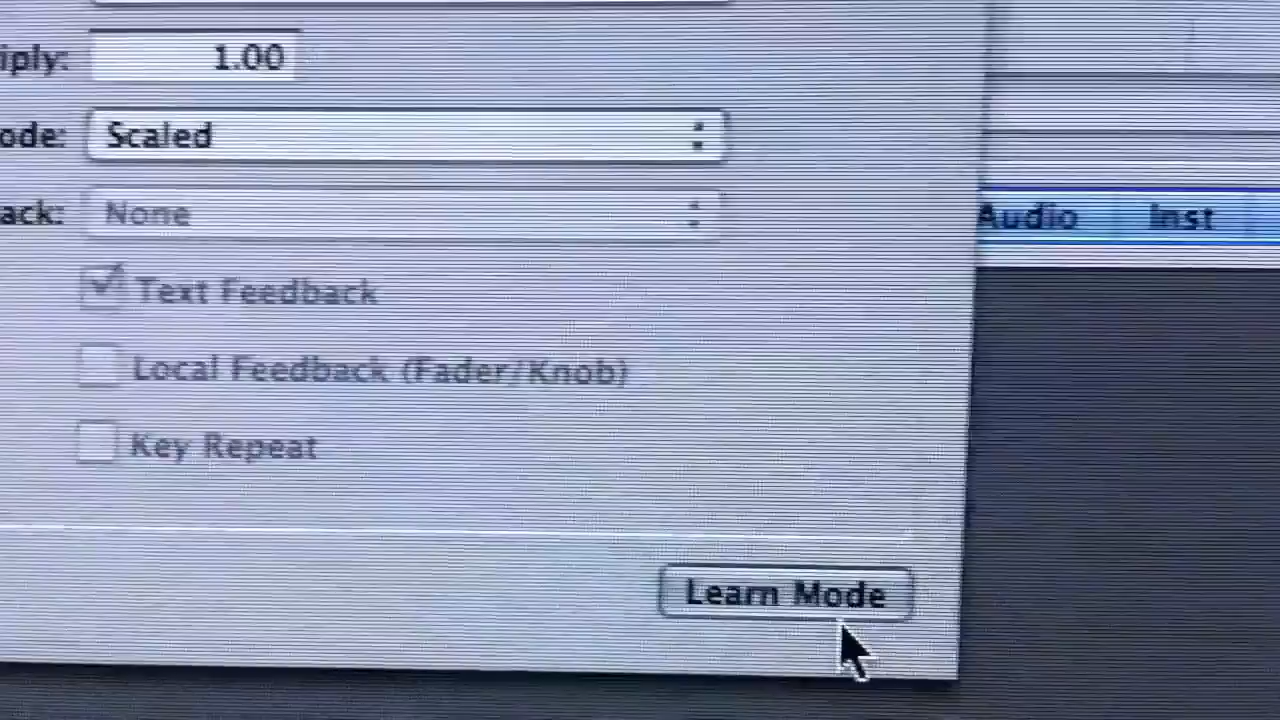 iply: 1.00
ode: Scaled
ack: None
Audio Inst
Text Feedback
Local Feedback (Fader/Knob)
Key Repeat
Learn Mode